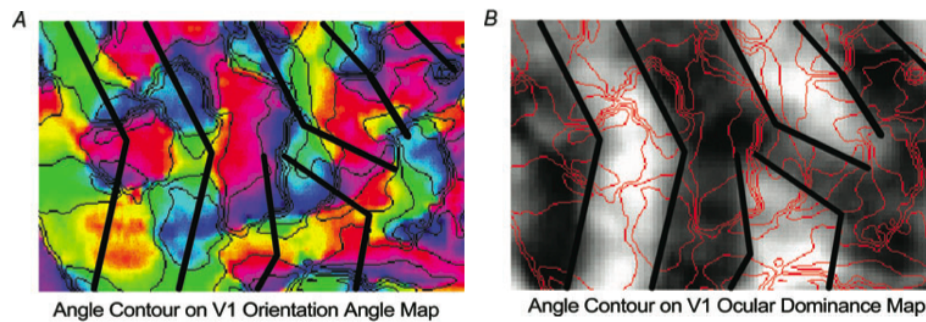 A
B
Angle Contour on V1 Orientation Angle Map
Angle Contour on V1 Ocular Dominance Map